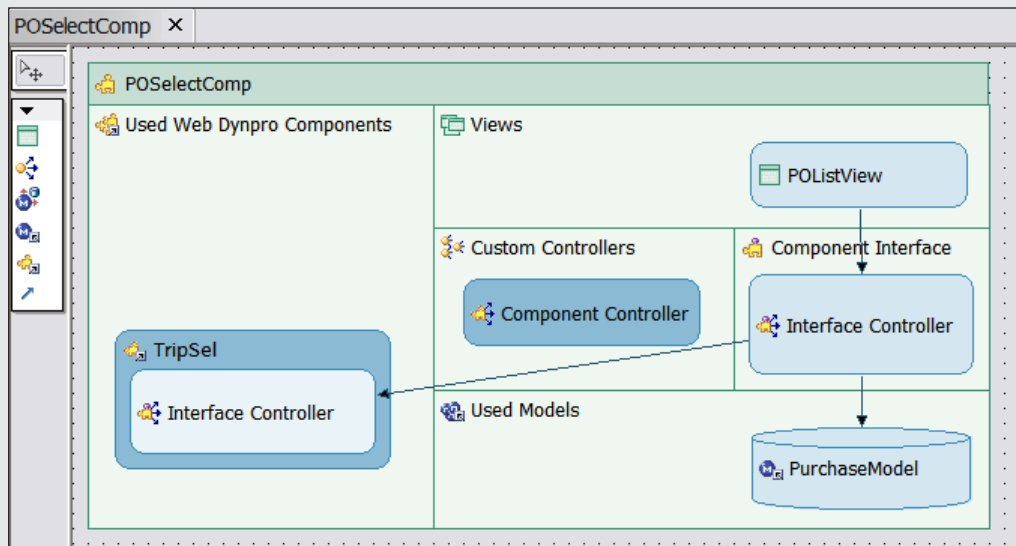 POSelectComp
POSelectComp
Used Web Dynpro Components
Views
POListView
Custom Controllers
Component Interface
Component Controller
Interface Controller
TripSel
Interface Controller
Used Models
PurchaseModel